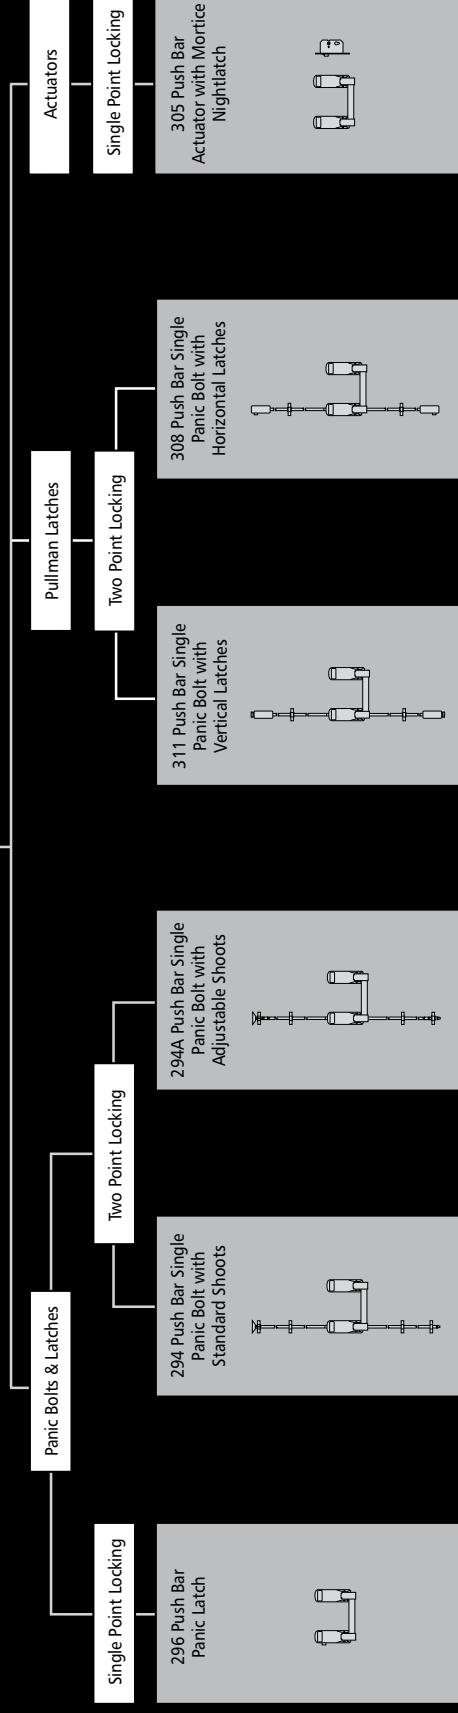 Panic Bolts & Latches
Pullman Latches
Actuators
Single Point Locking
Two Point Locking
Two Point Locking
Single Point Locking
296 Push Bar
Panic Latch
294 Push Bar Single
Panic Bolt with
Standard Shoots
294A Push Bar Single
Panic Bolt with
Adjustable Shoots
311 Push Bar Single
Panic Bolt with
Vertical Latches
308 Push Bar Single
Panic Bolt with
Horizontal Latches
305 Push Bar
Actuator with Mortice
Nightlatch